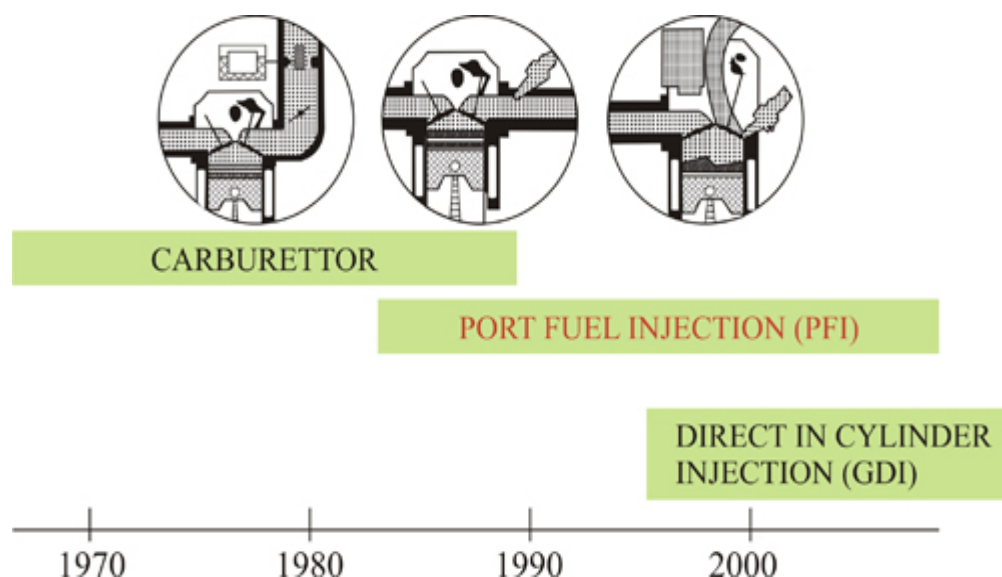 CARBURETTOR
PORT FUEL INJECTION (PFI)
DIRECT IN CYLINDER
INJECTION (GDI)
1970 1980 1990 2000